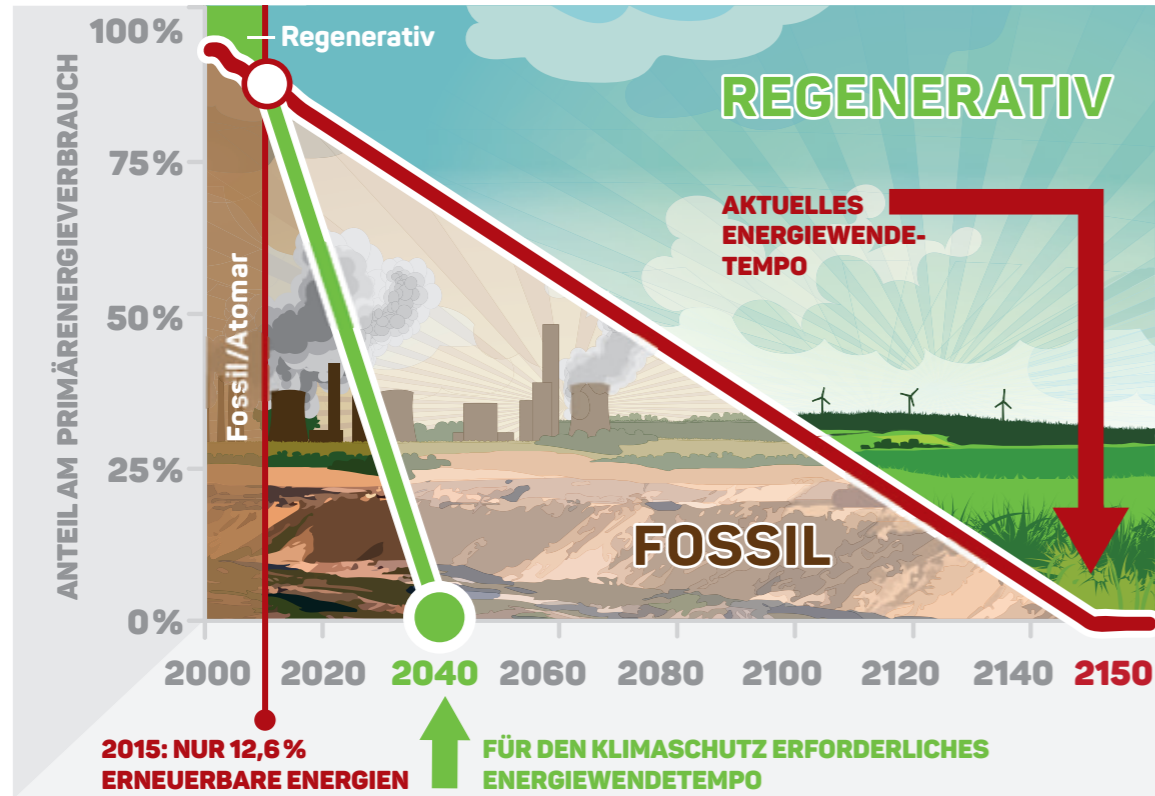 100 %
75 %
50 %
25 %
0 %
ANTEIL AM PRIMÄRENERGIEVERBRAUCH
Regenerativ
Fossil/Atomar
REGENERATIV
AKTUELLES
ENERGIEWENDE-
TEMPO
FOSSIL
2000 2020 2040 2060 2080 2100 2120 2140 2150
2015: NUR 12,6 %
ERNEUERBARE ENERGIEN
FÜR DEN KLIMASCHUTZ ERFORDERLICHES
ENERGIEWENDETEMPO